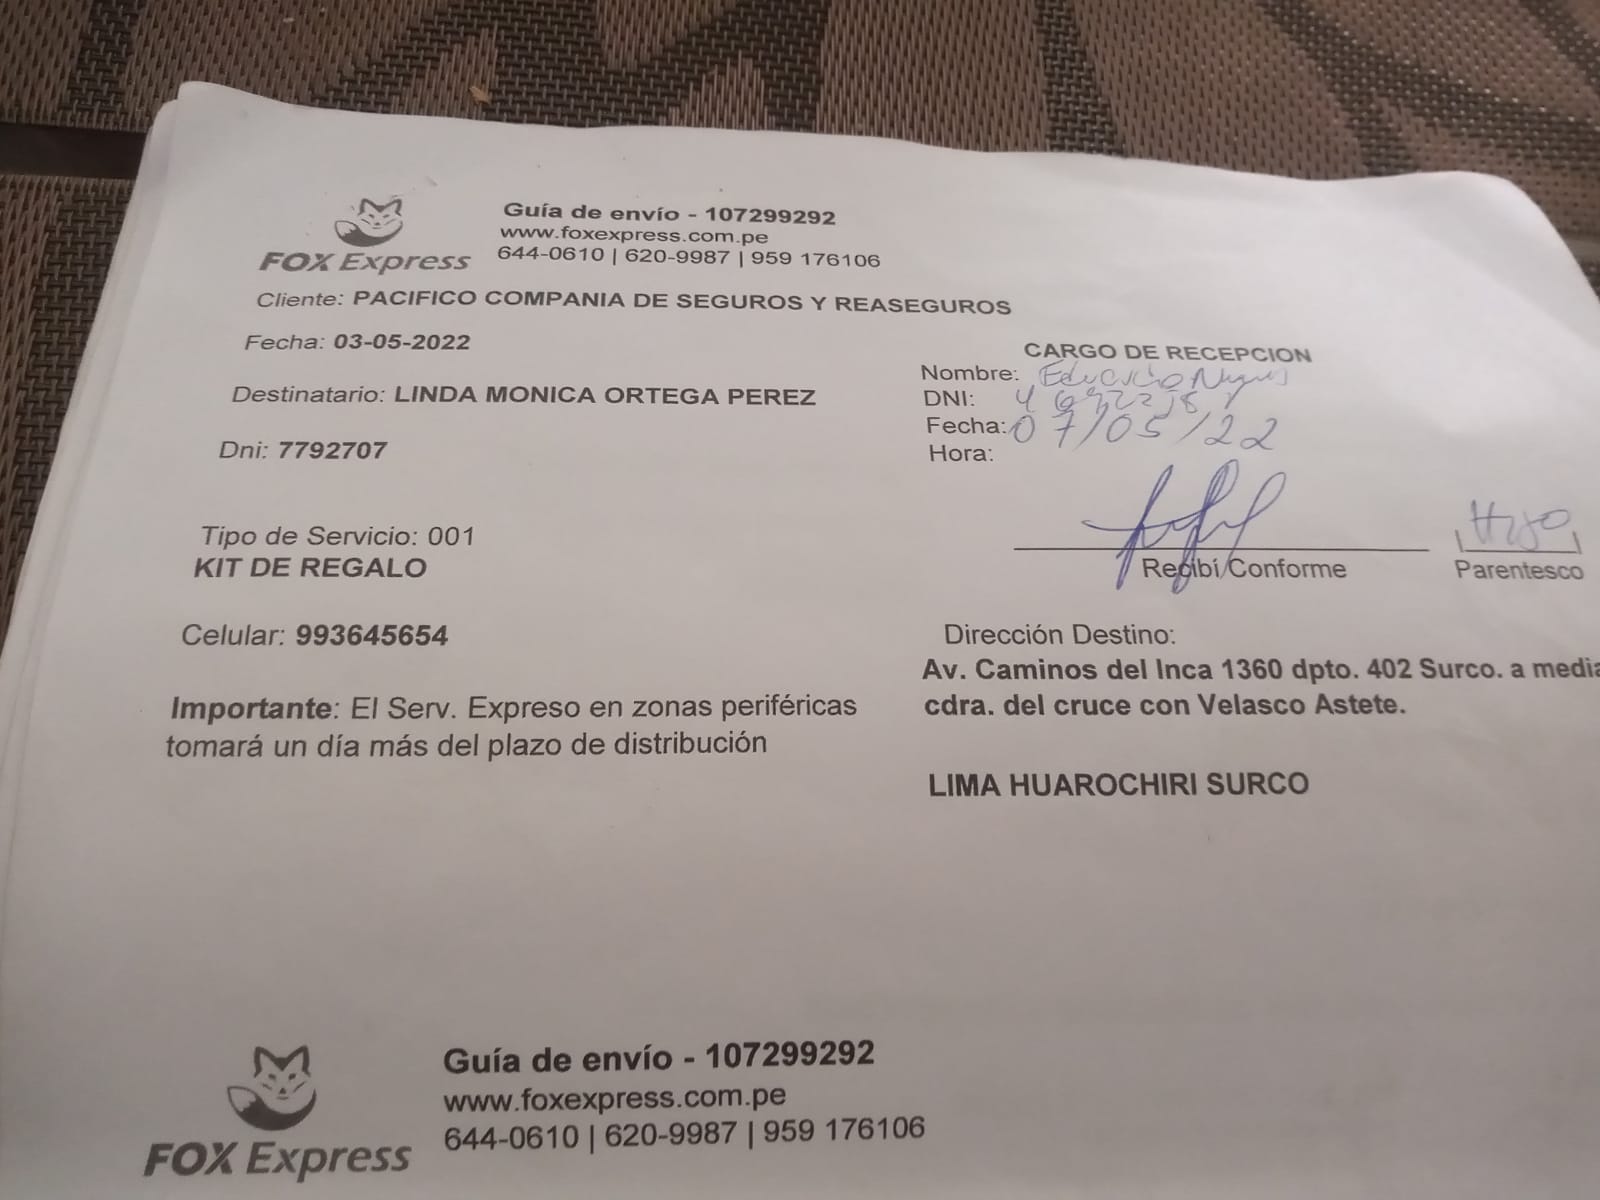 FOX Express
Guía de envío - 107299292
www.foxexpress.com.pe
644-0610 | 620-9987 | 959 176106
Cliente: PACIFICO COMPANIA DE SEGUROS Y REASEGUROS
Fecha: 03-05-2022
Destinatario: LINDA MONICA ORTEGA PEREZ
Dni: 7792707
Tipo de Servicio: 001
KIT DE REGALO
Celular: 993645654
Importante: El Serv. Expreso en zonas periféricas
tomará un día más del plazo de distribución
CARGO DE RECEPCION
Nombre: Eduardo
DNI:
Fecha: 07/05/22
Hora:
Recibí Conforme
Hijo
Parentesco
Dirección Destino:
Av. Caminos del Inca 1360 dpto. 402 Surco. a media
cdra. del cruce con Velasco Astete.
LIMA HUAROCHIRI SURCO
FOX Express
Guía de envío - 107299292
www.foxexpress.com.pe
644-0610 | 620-9987 | 959 176106